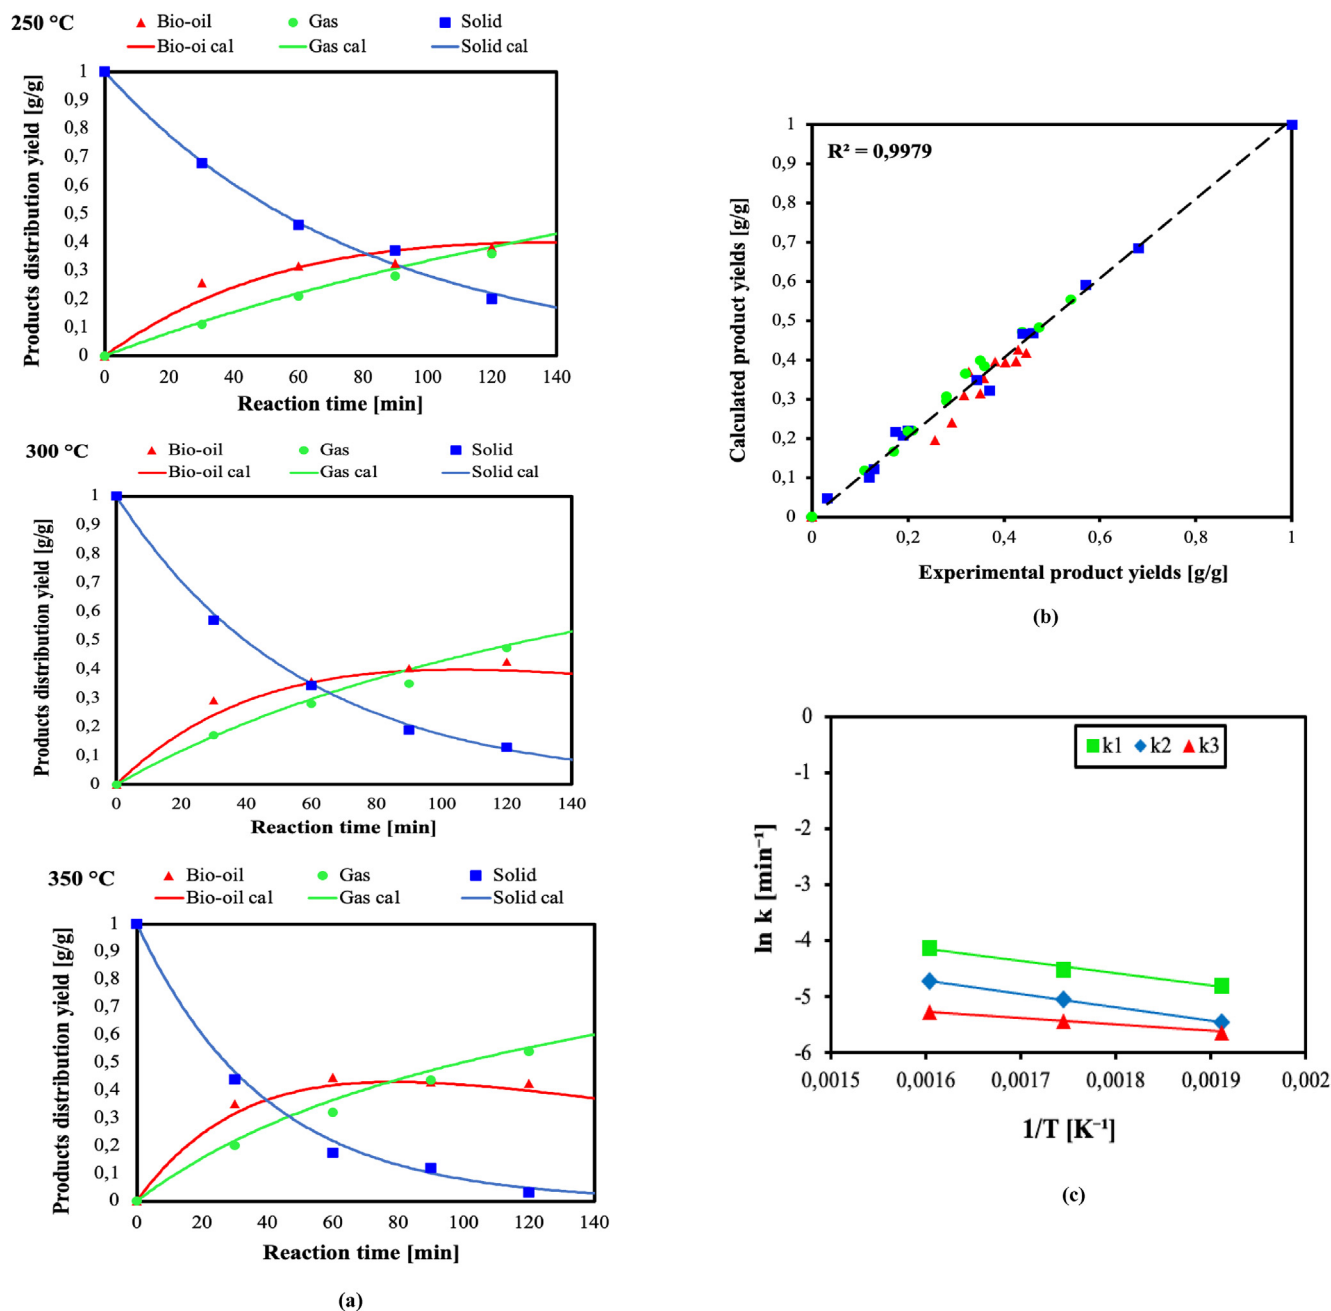 250 °C
Bio-oil Gas Solid
Bio-oi cal Gas cal Solid cal
Products distribution yield [g/g]
1
0,9
0,8
0,7
0,6
0,5
0,4
0,3
0,2
0,1
0
0 20 40 60 80 100 120 140
Reaction time [min]
300 °C
Bio-oil Gas Solid
Bio-oil cal Gas cal Solid cal
Products distribution yield [g/g]
1
0,9
0,8
0,7
0,6
0,5
0,4
0,3
0,2
0,1
0
0 20 40 60 80 100 120 140
Reaction time [min]
350 °C
Bio-oil Gas Solid
Bio-oil cal Gas cal Solid cal
Products distribution yield [g/g]
1
0,9
0,8
0,7
0,6
0,5
0,4
0,3
0,2
0,1
0
0 20 40 60 80 100 120 140
Reaction time [min]
(a)
R² = 0,9979
Calculated product yields [g/g]
1
0,9
0,8
0,7
0,6
0,5
0,4
0,3
0,2
0,1
0
0 0,2 0,4 0,6 0,8 1
Experimental product yields [g/g]
(b)
k1 k2 k3
ln k [min⁻¹]
0
-1
-2
-3
-4
-5
-6
0,0015 0,0016 0,0017 0,0018 0,0019 0,002
1/T [K⁻¹]
(c)